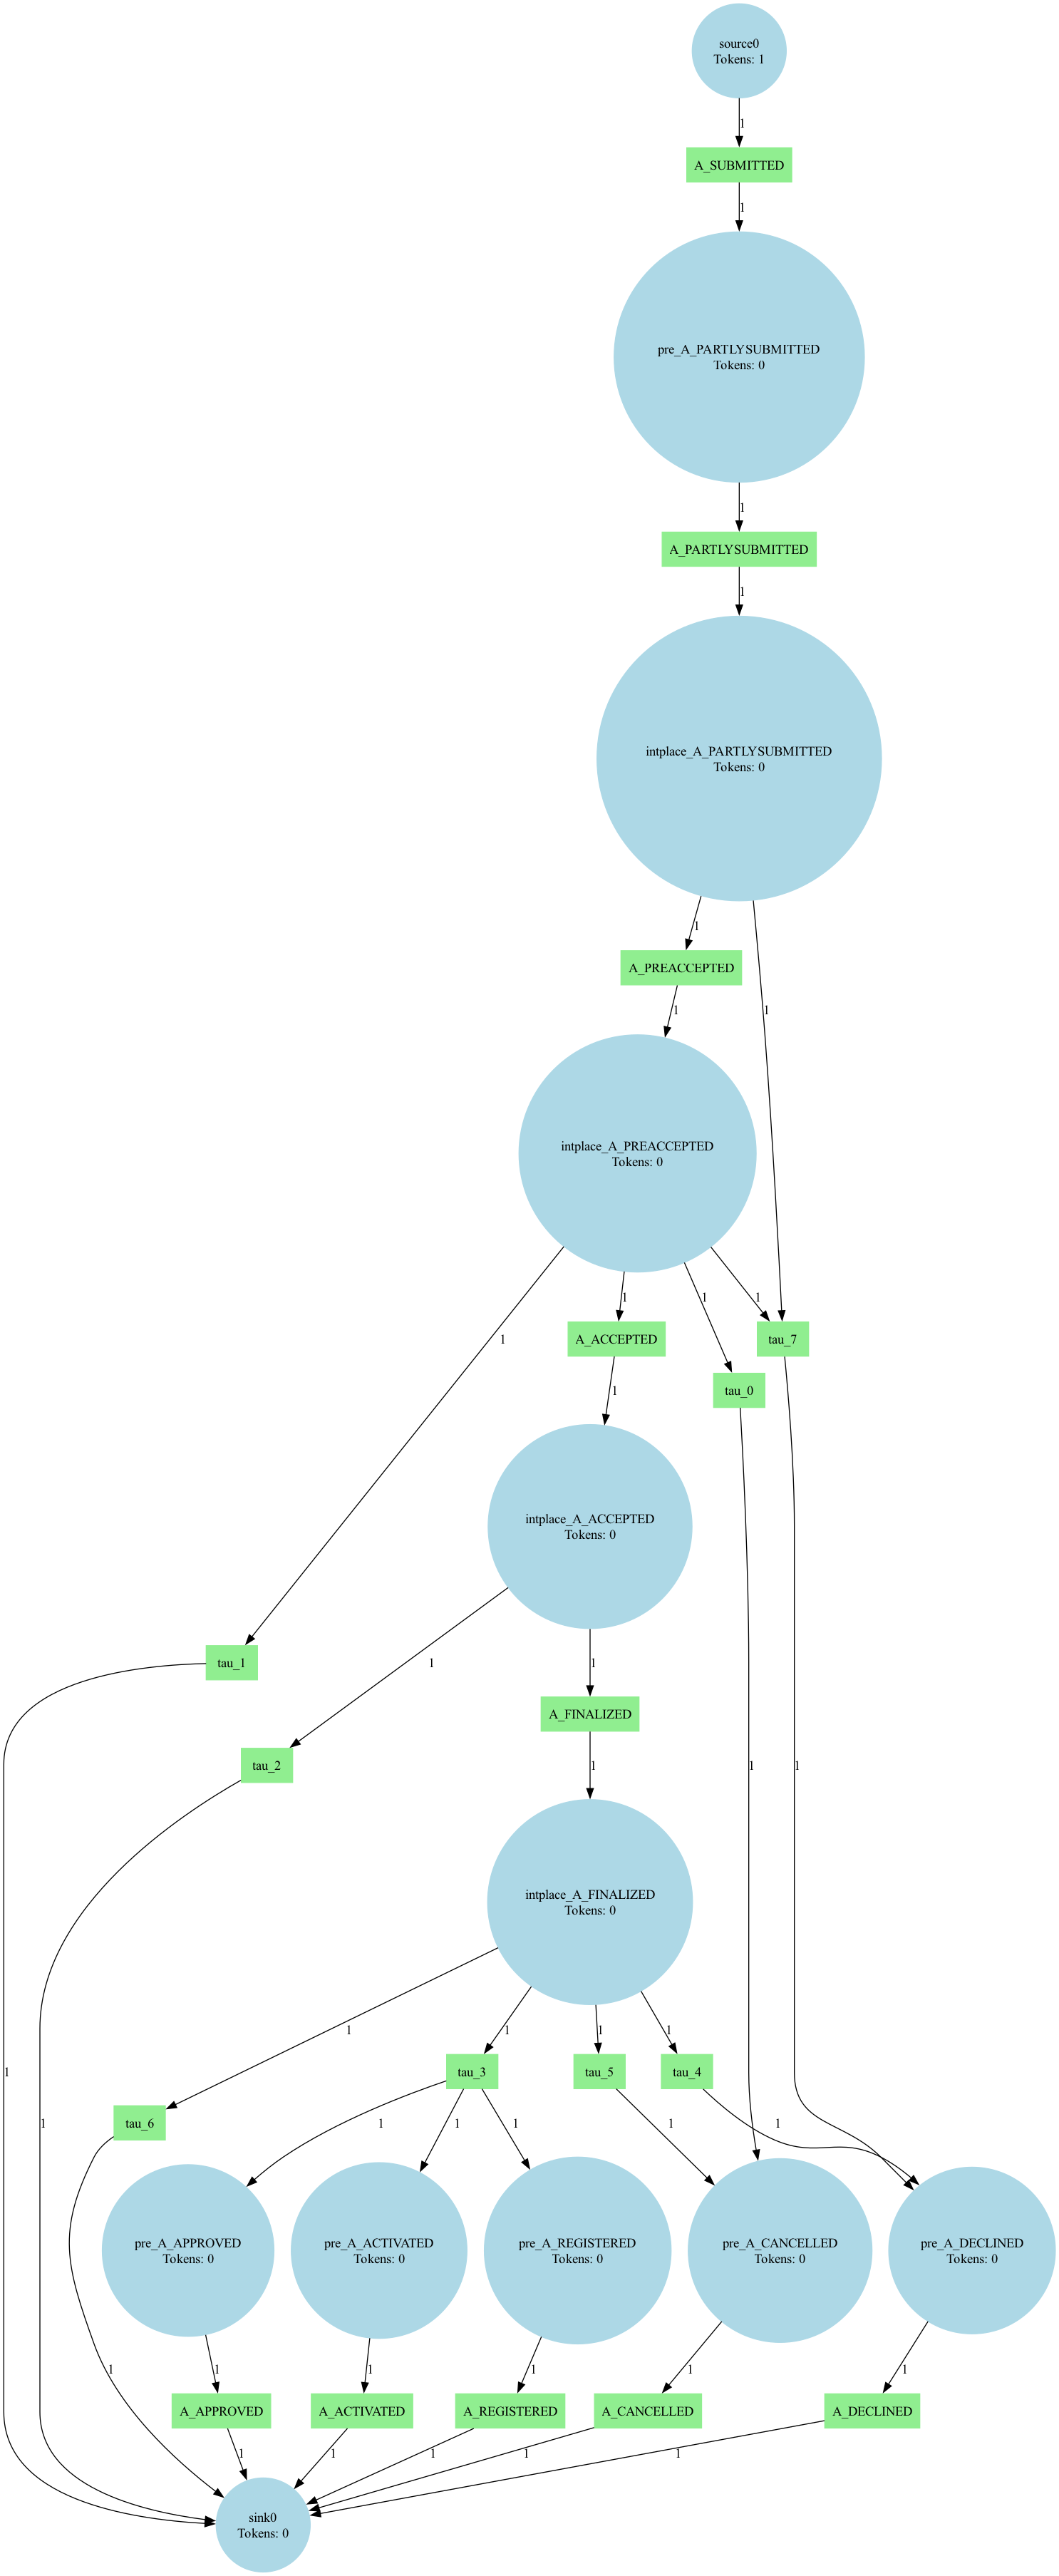 source0
Tokens: 1
1
A_SUBMITTED
1
pre_A_PARTLYSUBMITTED
Tokens: 0
1
A_PARTLYSUBMITTED
1
intplace_A_PARTLYSUBMITTED
Tokens: 0
1
A_PREACCEPTED
1
1
intplace_A_PREACCEPTED
Tokens: 0
1
1
1
1
A_ACCEPTED
tau_7
tau_0
1
intplace_A_ACCEPTED
Tokens: 0
tau_1
1
1
A_FINALIZED
tau_2
1
1
1
intplace_A_FINALIZED
Tokens: 0
1
1
1
1
tau_3
tau_5
tau_4
1
1
tau_6
1
1
1
1
1
pre_A_APPROVED
Tokens: 0
pre_A_ACTIVATED
Tokens: 0
pre_A_REGISTERED
Tokens: 0
pre_A_CANCELLED
Tokens: 0
pre_A_DECLINED
Tokens: 0
1
1
1
1
1
1
A_APPROVED
A_ACTIVATED
A_REGISTERED
A_CANCELLED
A_DECLINED
1
1
1
1
1
sink0
Tokens: 0